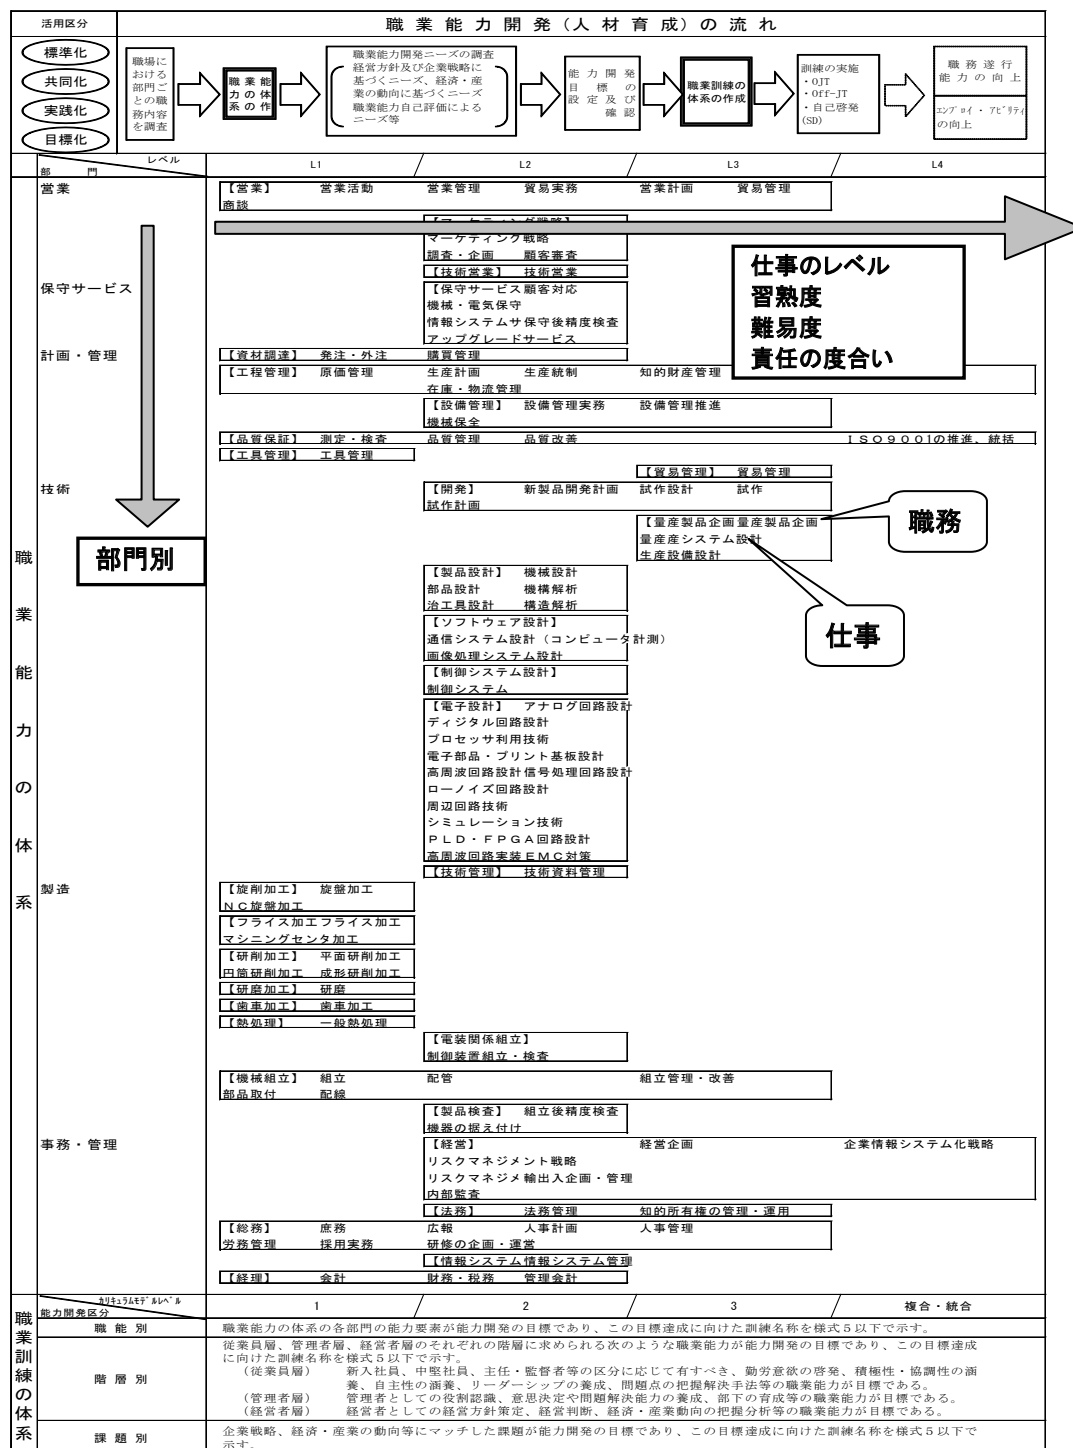 活用区分
職業能力開発(人材育成)の流れ
標準化
共同化
実践化
目標化
職場に
おける
部門ご
との職
務内容
を調査
職業能
力の体
系の作
職業能力開発ニーズの調査
経営方針及び企業戦略に
基づくニーズ、経済・産
業の動向に基づくニーズ
職業能力自己評価による
ニーズ等
能力開発
目標の
設定及び
確認
職業訓練の
体系の作成
訓練の実施
・OJT
・Off-JT
・自己啓発
(SD)
職務遂行
能力の向上
エンプロイ・アビリティ
の向上
レベル
部門
L1 L2 L3 L4
営業
【営業】 営業活動 営業管理 貿易実務 営業計画 貿易管理
商談
【マーケティング戦略】
マーケティング戦略
調査・企画 顧客審査
【技術営業】 技術営業
仕事のレベル
習熟度
難易度
責任の度合い
保守サービス
【保守サービス顧客対応
機械・電気保守
情報システムサ保守後精度検査
アップグレードサービス
計画・管理
【資材調達】 発注・外注 購買管理
【工程管理】 原価管理 生産計画 生産統制 知的財産管理
在庫・物流管理
【設備管理】 設備管理実務 設備管理推進
機械保全
【品質保証】 測定・検査 品質管理 品質改善 ISO9001の推進、統括
【工具管理】 工具管理
【貿易管理】 貿易管理
技術
【開発】 新製品開発計画 試作設計 試作
試作計画
【量産製品企画量産製品企画
量産産システム設計
生産設備設計
職務
仕事
部門別
職業能力の体系
【製品設計】 機械設計
部品設計 機構解析
治工具設計 構造解析
【ソフトウェア設計】
通信システム設計(コンピュータ計測)
画像処理システム設計
【制御システム設計】
制御システム
【電子設計】 アナログ回路設計
ディジタル回路設計
プロセッサ利用技術
電子部品・プリント基板設計
高周波回路設計信号処理回路設計
ローノイズ回路設計
周辺回路技術
シミュレーション技術
PLD・FPGA回路設計
高周波回路実装EMC対策
【技術管理】 技術資料管理
製造
【旋削加工】 旋盤加工
NC旋盤加工
【フライス加工フライス加工
マシニングセンタ加工
【研削加工】 平面研削加工
円筒研削加工 成形研削加工
【研磨加工】 研磨
【歯車加工】 歯車加工
【熱処理】 一般熱処理
【電装関係組立】
制御装置組立・検査
【機械組立】 組立 配管 組立管理・改善
部品取付 配線
【製品検査】 組立後精度検査
機器の据え付け
事務・管理
【経営】 経営企画 企業情報システム化戦略
リスクマネジメント戦略
リスクマネジメ輸出入企画・管理
内部監査
【法務】 法務管理 知的所有権の管理・運用
【総務】 庶務 広報 人事計画 人事管理
労務管理 採用実務 研修の企画・運営
【情報システム情報システム管理
【経理】 会計 財務・税務 管理会計
職業訓練の体系
カリキュラムモデルレベル
能力開発区分
1 2 3 複合・統合
職能別
職業能力の体系の各部門の能力要素が能力開発の目標であり、この目標達成に向けた訓練名称を様式5以下で示す。
階層別
従業員層、管理者層、経営者層のそれぞれの階層に求められる次のような職業能力が能力開発の目標であり、この目標達成
に向けた訓練名称を様式5以下で示す。
(従業員層) 新入社員、中堅社員、主任・監督者等の区分に応じて有すべき、勤労意欲の啓発、積極性・協調性の涵
養、自主性の涵養、リーダーシップの養成、問題点の把握解決手法等の職業能力が目標である。
(管理者層) 管理者としての役割認識、意思決定や問題解決能力の養成、部下の育成等の職業能力が目標である。
(経営者層) 経営者としての経営方針策定、経営判断、経済・産業動向の把握分析等の職業能力が目標である。
課題別
企業戦略、経済・産業の動向等にマッチした課題が能力開発の目標であり、この目標達成に向けた訓練名称を様式5以下で
示す。